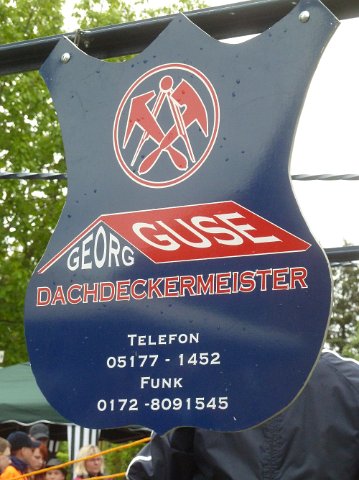 GEORG GUSE
DACHDECKERMEISTER
TELEFON
05177 - 1452
FUNK
0172 -8091545